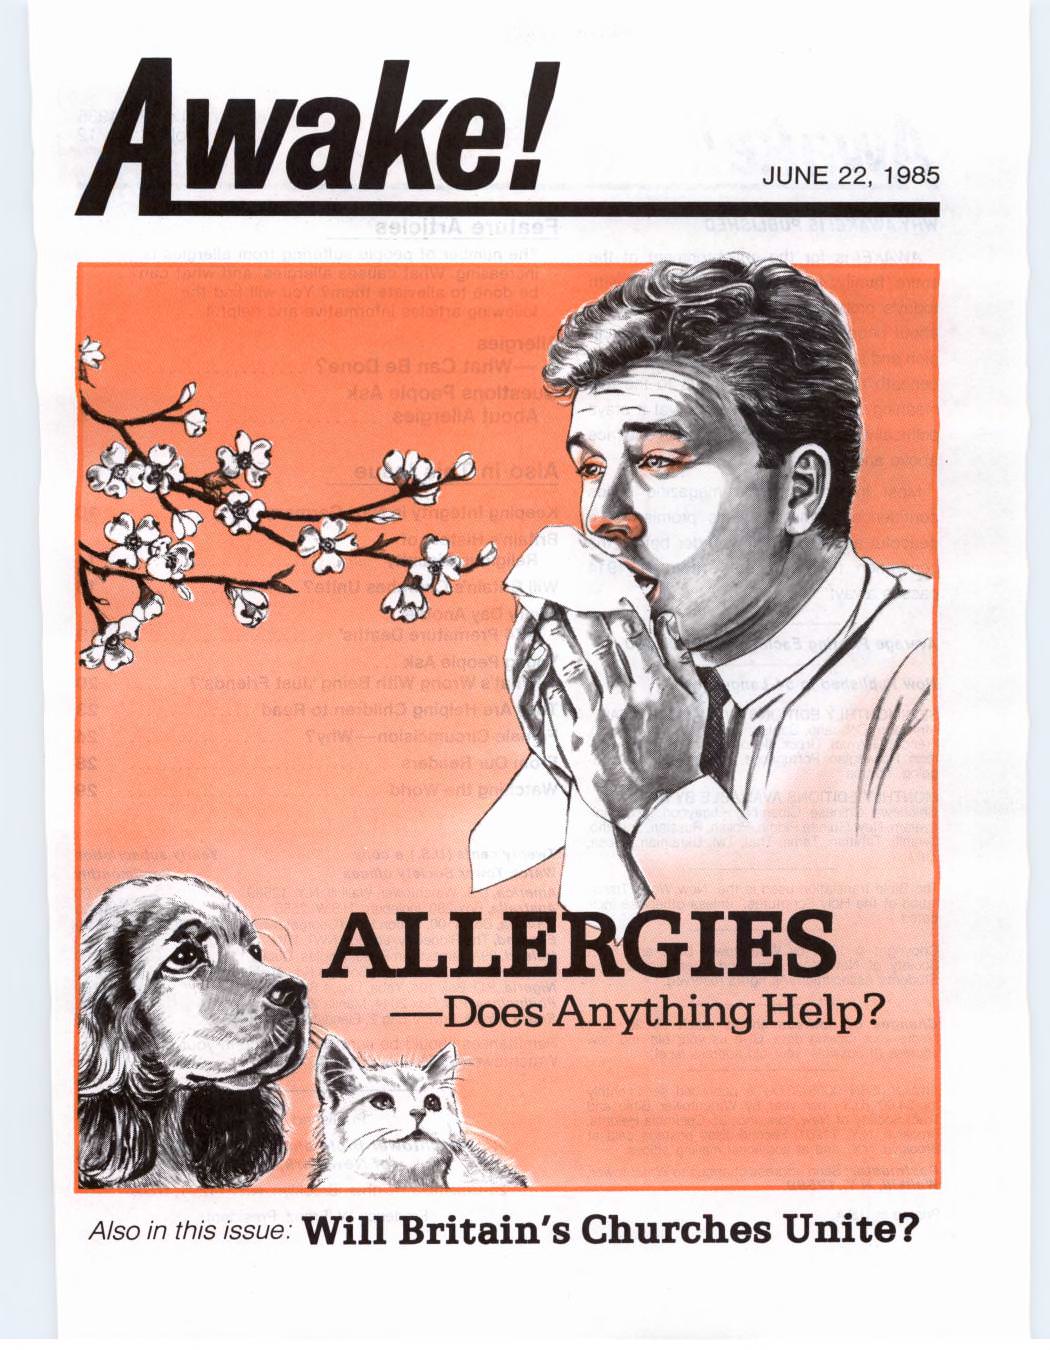 Awake!
JUNE 22, 1985
ALLERGIES
—Does Anything Help?
Also in this issue: Will Britain's Churches Unite?